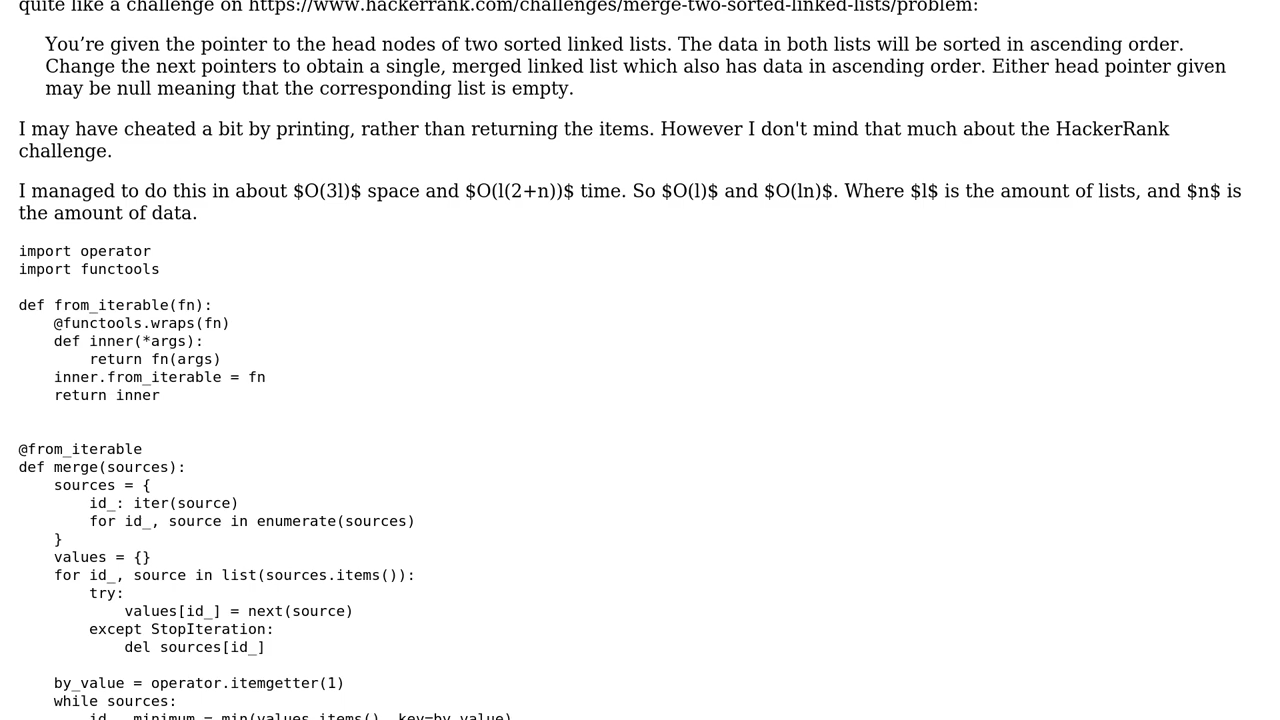 quite like a challenge on https://www.hackerrank.com/challenges/merge-two-sorted-linked-lists/problem:
You’re given the pointer to the head nodes of two sorted linked lists. The data in both lists will be sorted in ascending order.
Change the next pointers to obtain a single, merged linked list which also has data in ascending order. Either head pointer given
may be null meaning that the corresponding list is empty.
I may have cheated a bit by printing, rather than returning the items. However I don't mind that much about the HackerRank
challenge.
I managed to do this in about $O(3l)$ space and $O(l(2+n))$ time. So $O(l)$ and $O(ln)$. Where $l$ is the amount of lists, and $n$ is
the amount of data.
import operator
import functools
def from_iterable(fn):
    @functools.wraps(fn)
    def inner(*args):
        return fn(args)
    inner.from_iterable = fn
    return inner
@from_iterable
def merge(sources):
    sources = {
        id_: iter(source)
        for id_, source in enumerate(sources)
    }
    values = {}
    for id_, source in list(sources.items()):
        try:
            values[id_] = next(source)
        except StopIteration:
            del sources[id_]
    by_value = operator.itemgetter(1)
    while sources:
        id_, minimum = min(values.items(), key=by_value)